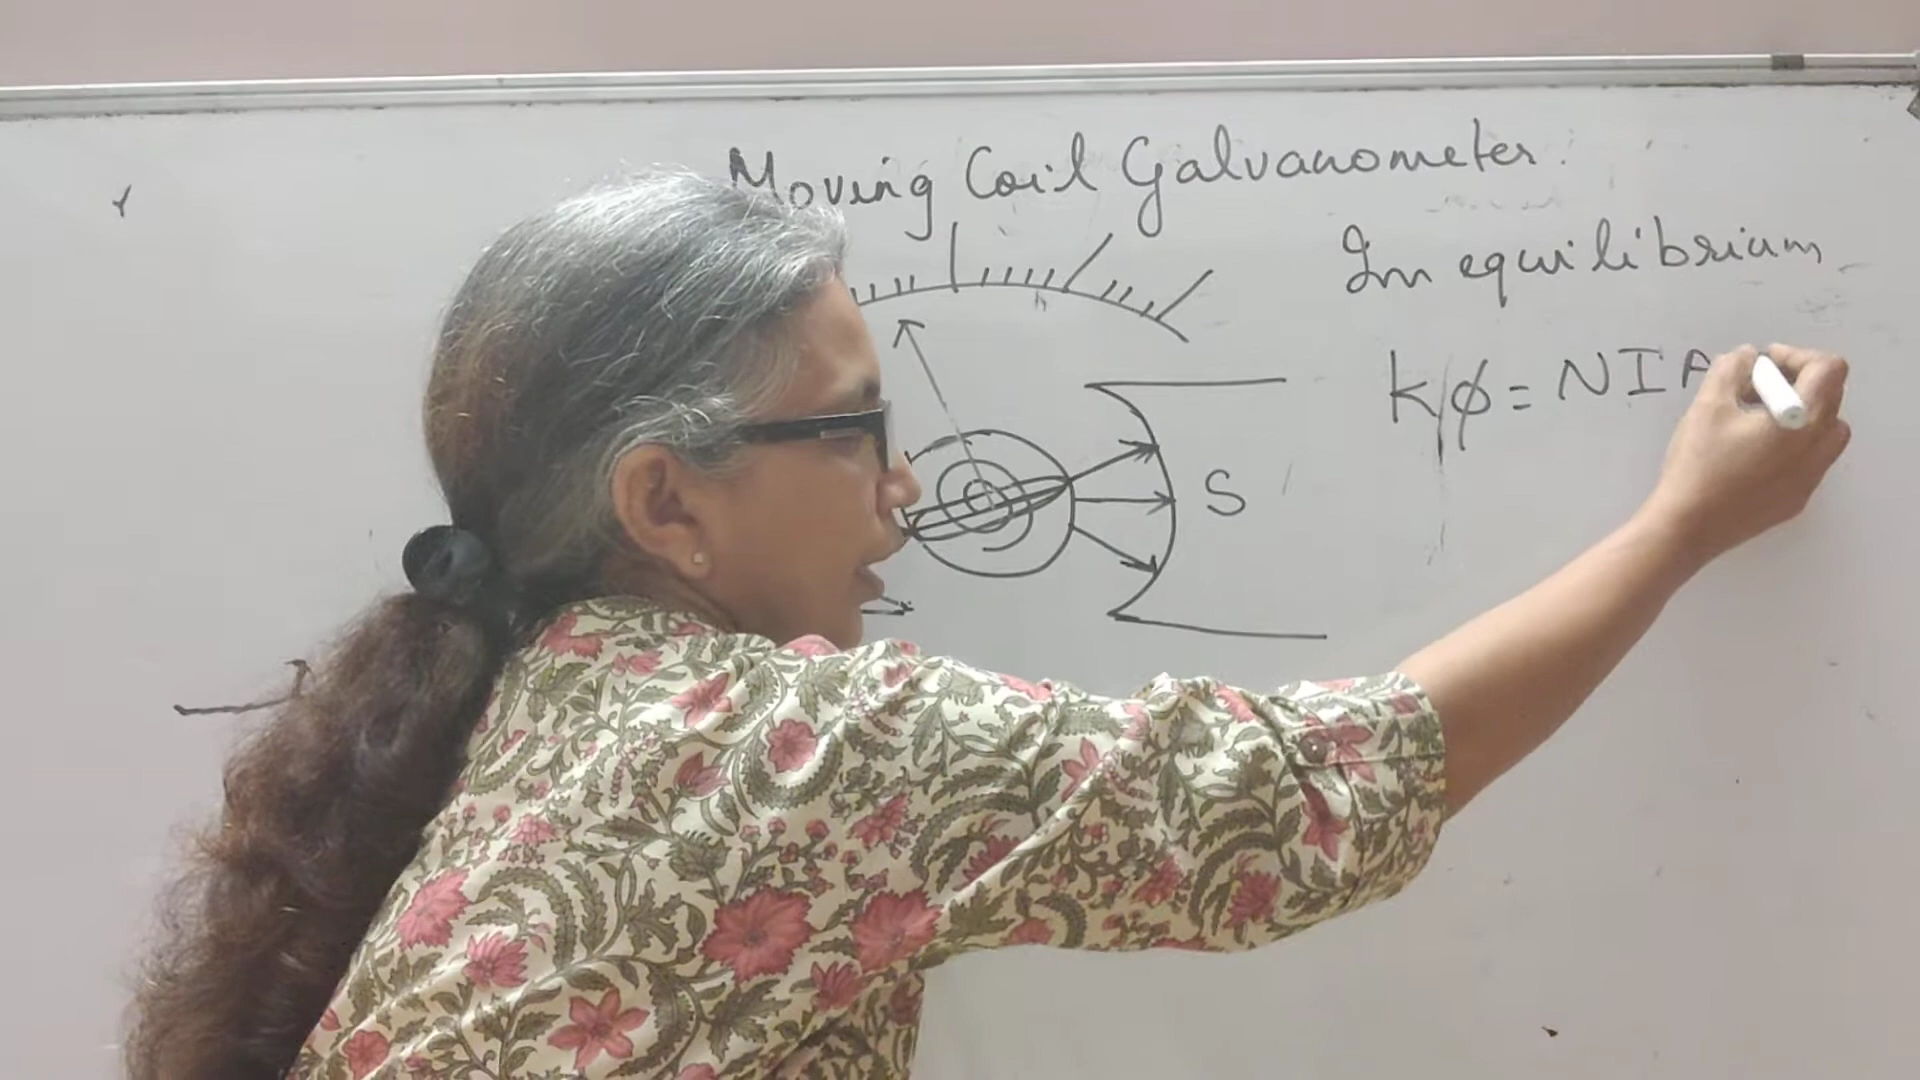 Moving Coil Galvanometer.
In equilibrium,
kϕ = NIA
S